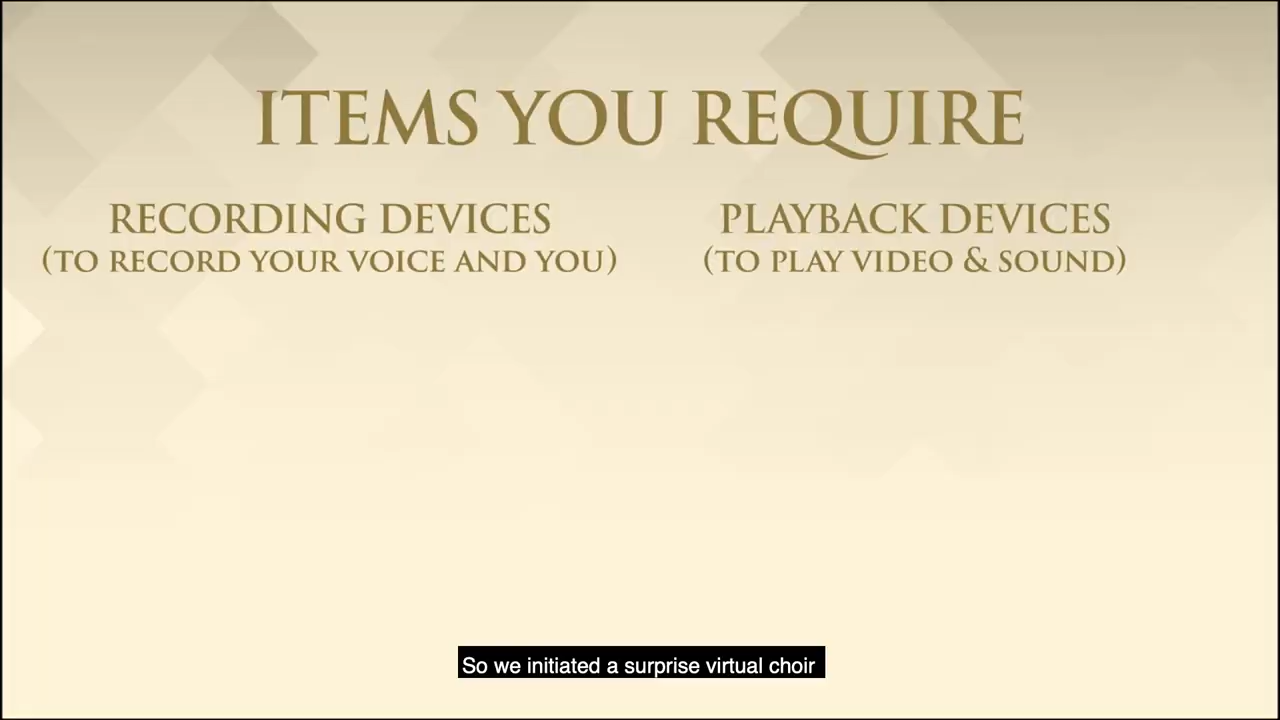 ITEMS YOU REQUIRE
RECORDING DEVICES
(TO RECORD YOUR VOICE AND YOU)
PLAYBACK DEVICES
(TO PLAY VIDEO & SOUND)
So we initiated a surprise virtual choir